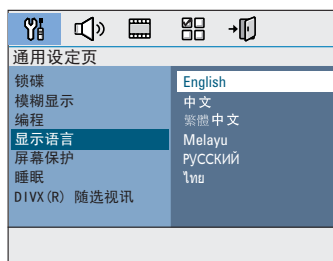 通用设定页
锁碟
模糊显示
编程
显示语言
屏幕保护
睡眠
DIVX(R) 随选视讯
English
中文
繁體中文
Melayu
РУССКИЙ
ไทย